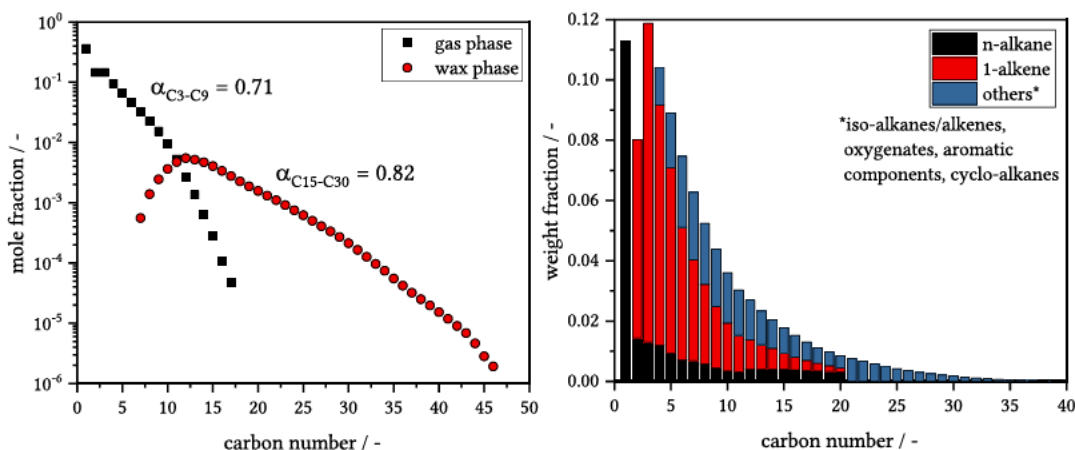 10⁰
10⁻¹
10⁻²
10⁻³
10⁻⁴
10⁻⁵
10⁻⁶
mole fraction / -
gas phase
wax phase
α_C3-C9 = 0.71
α_C15-C30 = 0.82
0 5 10 15 20 25 30 35 40 45 50
carbon number / -
0.12
0.10
0.08
0.06
0.04
0.02
0.00
weight fraction / -
n-alkane
1-alkene
others*
*iso-alkanes/alkenes,
oxygenates, aromatic
components, cyclo-alkanes
0 5 10 15 20 25 30 35 40
carbon number / -